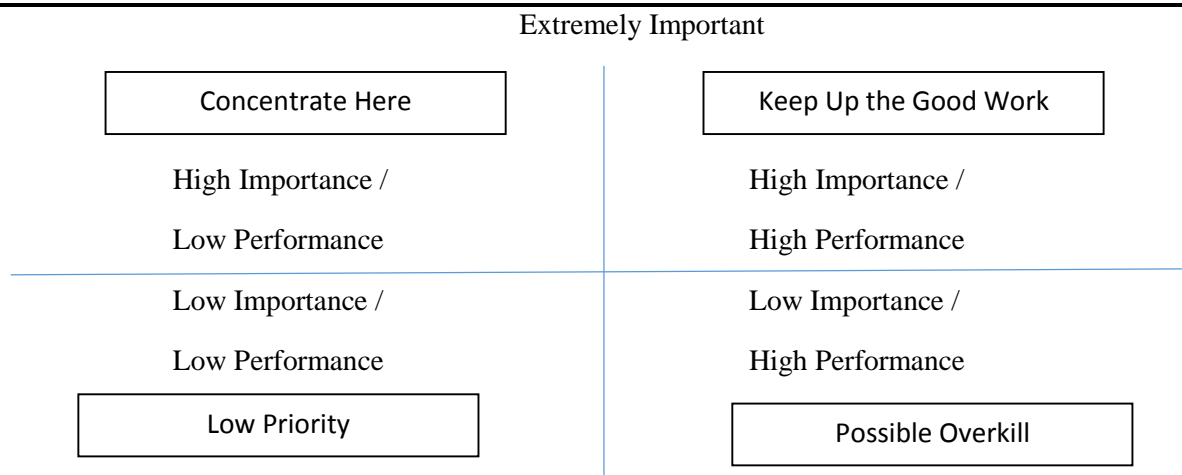 Extremely Important
Concentrate Here
Keep Up the Good Work
High Importance /
High Importance /
Low Performance
High Performance
Low Importance /
Low Importance /
Low Performance
High Performance
Low Priority
Possible Overkill